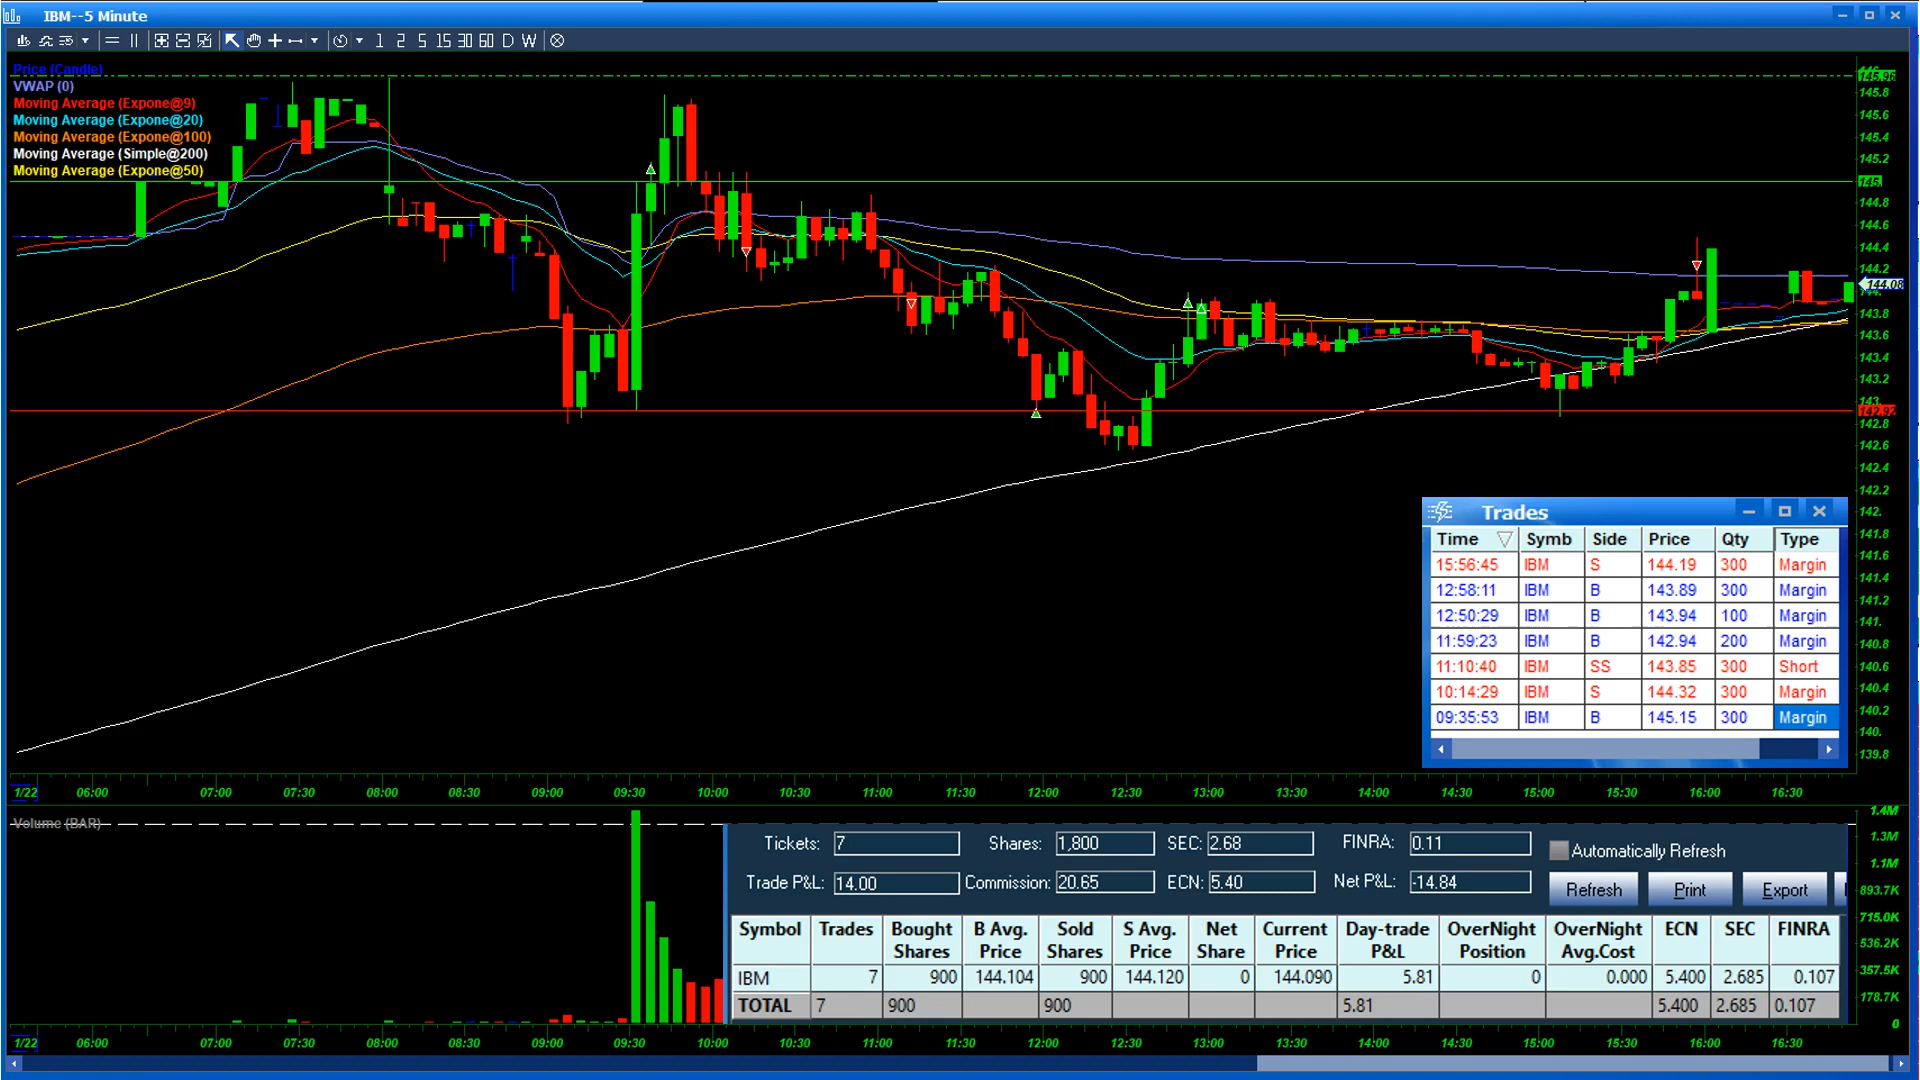 IBM--5 Minute
1 2 5 15 30 60 D W
Price (Candle)
VWAP (0)
Moving Average (Expone@9)
Moving Average (Expone@20)
Moving Average (Expone@100)
Moving Average (Simple@200)
Moving Average (Expone@50)
145.96
145.8
145.6
145.4
145.2
145.
144.8
144.6
144.4
144.2
144.08
143.8
143.6
143.4
143.2
143.
142.92
142.8
142.6
142.4
142.2
142.
141.8
141.6
141.4
141.2
141.
140.8
140.6
140.4
140.2
140.
139.8
Trades
Time Symb Side Price Qty Type
15:56:45 IBM S 144.19 300 Margin
12:58:11 IBM B 143.89 300 Margin
12:50:29 IBM B 143.94 100 Margin
11:59:23 IBM B 142.94 200 Margin
11:10:40 IBM SS 143.85 300 Short
10:14:29 IBM S 144.32 300 Margin
09:35:53 IBM B 145.15 300 Margin
1/22 06:00 07:00 07:30 08:00 08:30 09:00 09:30 10:00 10:30 11:00 11:30 12:00 12:30 13:00 13:30 14:00 14:30 15:00 15:30 16:00 16:30
Volume (BAR)
1.4M
1.3M
1.1M
893.7K
715.0K
536.2K
357.5K
178.7K
0
Tickets: 7 Shares: 1,800 SEC: 2.68 FINRA: 0.11 Automatically Refresh
Trade P&L: 14.00 Commission: 20.65 ECN: 5.40 Net P&L: -14.84 Refresh Print Export
Symbol Trades Bought Shares B Avg. Price Sold Shares S Avg. Price Net Share Current Price Day-trade P&L OverNight Position OverNight Avg.Cost ECN SEC FINRA
IBM 7 900 144.104 900 144.120 0 144.090 5.81 0 0.000 5.400 2.685 0.107
TOTAL 7 900 900 5.81 5.400 2.685 0.107
1/22 06:00 07:00 07:30 08:00 08:30 09:00 09:30 10:00 10:30 11:00 11:30 12:00 12:30 13:00 13:30 14:00 14:30 15:00 15:30 16:00 16:30